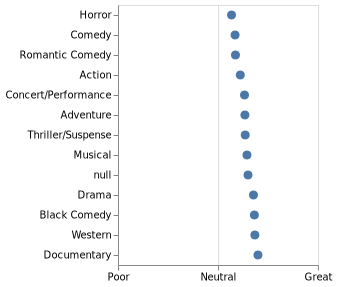 Horror
Comedy
Romantic Comedy
Action
Concert/Performance
Adventure
Thriller/Suspense
Musical
null
Drama
Black Comedy
Western
Documentary
Poor Neutral Great